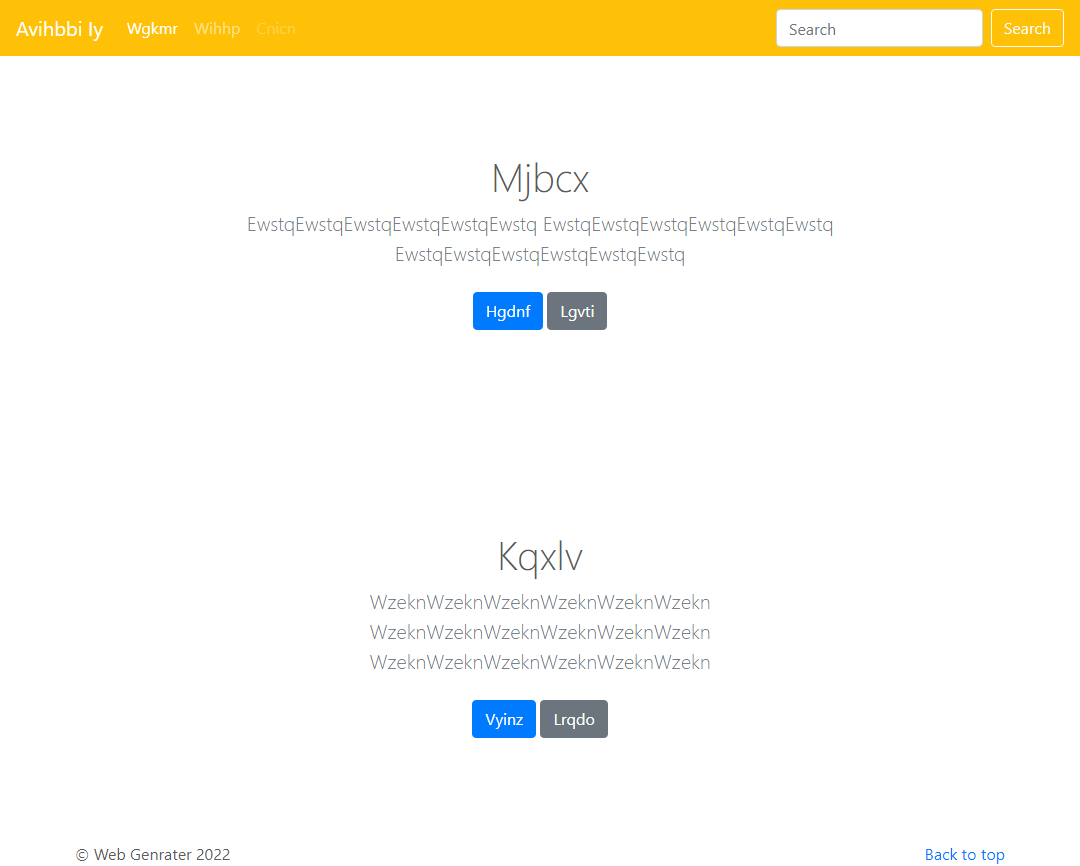 Avihbbi Iy Wgkmr Wihhp Cnicn Search Search
Mjbcx
EwstqEwstqEwstqEwstqEwstqEwstq EwstqEwstqEwstqEwstqEwstqEwstq
EwstqEwstqEwstqEwstqEwstqEwstq
Hgdnf Lgvti
Kqxlv
WzeknWzeknWzeknWzeknWzeknWzekn
WzeknWzeknWzeknWzeknWzeknWzekn
WzeknWzeknWzeknWzeknWzeknWzekn
Vyinz Lrqdo
© Web Genrater 2022 Back to top